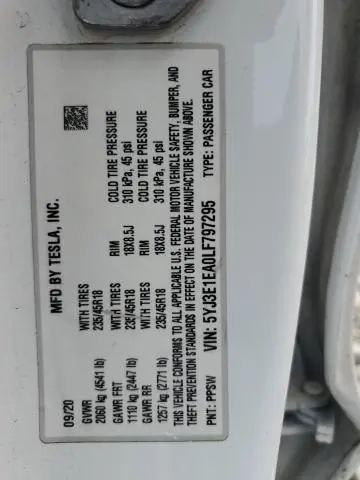 MFD BY TESLA, INC.
09/20
GVWR WITH TIRES RIM COLD TIRE PRESSURE
2060 kg (4541 lb) 235/45R18 18X8.5J 310 kPa, 45 psi
GAWR FRT WITH TIRES RIM COLD TIRE PRESSURE
1110 kg (2447 lb) 235/45R18 18X8.5J 310 kPa, 45 psi
GAWR RR
1257 kg (2771 lb)
THIS VEHICLE CONFORMS TO ALL APPLICABLE U.S. FEDERAL MOTOR VEHICLE SAFETY, BUMPER, AND
THEFT PREVENTION STANDARDS IN EFFECT ON THE DATE OF MANUFACTURE SHOWN ABOVE.
VIN: 5YJ3E1EA0LF797295
PNT: PPSW TYPE: PASSENGER CAR